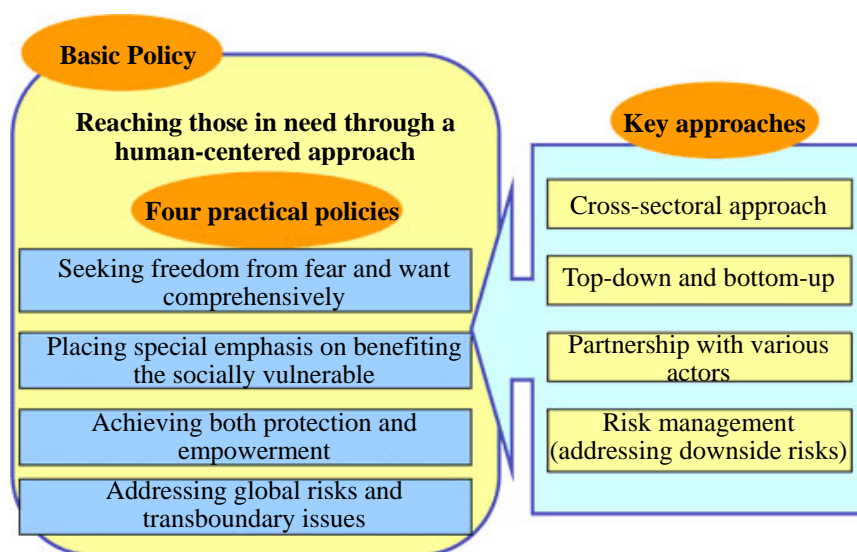 Basic Policy
Reaching those in need through a
human-centered approach
Four practical policies
Seeking freedom from fear and want
comprehensively
Placing special emphasis on benefiting
the socially vulnerable
Achieving both protection and
empowerment
Addressing global risks and
transboundary issues
Key approaches
Cross-sectoral approach
Top-down and bottom-up
Partnership with various
actors
Risk management
(addressing downside risks)